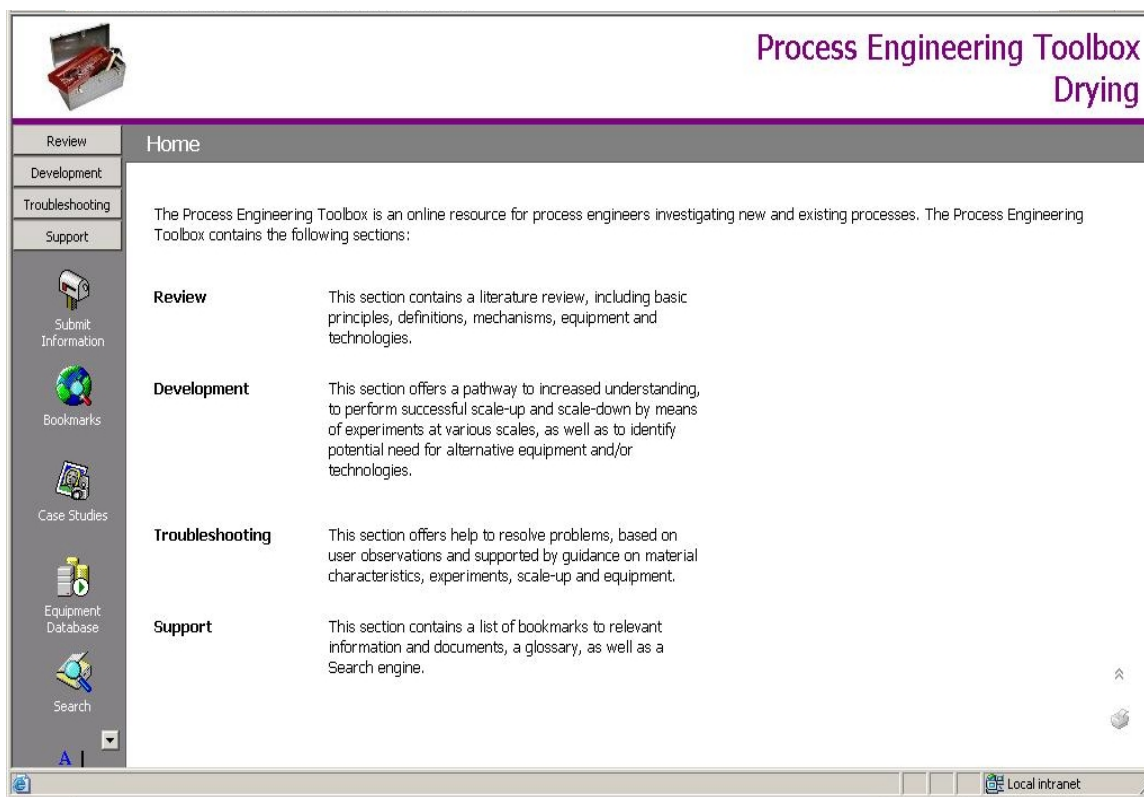 Process Engineering Toolbox
Drying
Review
Development
Troubleshooting
Support
Submit
Information
Bookmarks
Case Studies
Equipment
Database
Search
A
Home
The Process Engineering Toolbox is an online resource for process engineers investigating new and existing processes. The Process Engineering
Toolbox contains the following sections:
Review
This section contains a literature review, including basic
principles, definitions, mechanisms, equipment and
technologies.
Development
This section offers a pathway to increased understanding,
to perform successful scale-up and scale-down by means
of experiments at various scales, as well as to identify
potential need for alternative equipment and/or
technologies.
Troubleshooting
This section offers help to resolve problems, based on
user observations and supported by guidance on material
characteristics, experiments, scale-up and equipment.
Support
This section contains a list of bookmarks to relevant
information and documents, a glossary, as well as a
Search engine.
Local intranet